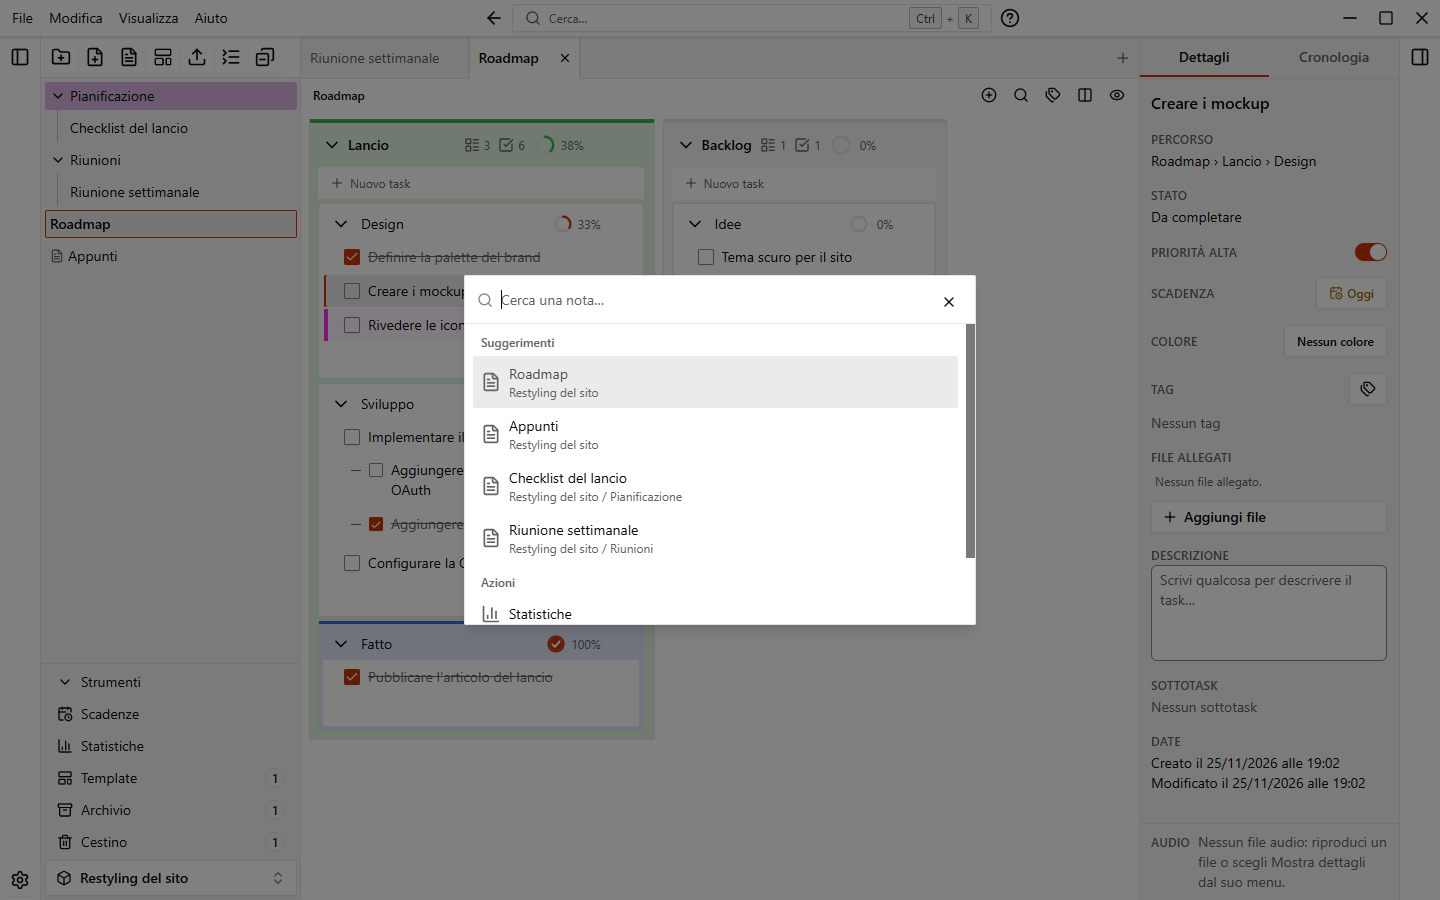 File Modifica Visualizza Aiuto
Cerca...
Ctrl + K
Pianificazione
Checklist del lancio
Riunioni
Riunione settimanale
Roadmap
Appunti
Strumenti
Scadenze
Statistiche
Template 1
Archivio 1
Cestino 1
Restyling del sito
Riunione settimanale
Roadmap
Roadmap
Lancio 3 6 38%
Nuovo task
Design 33%
Definire la palette del brand
Creare i mockup
Rivedere le icon
Sviluppo
Implementare il
Aggiungere
OAuth
Aggiungere
Configurare la C
Fatto 100%
Pubblicare l'articolo del lancio
Backlog 1 1 0%
Nuovo task
Idee 0%
Tema scuro per il sito
Cerca una nota...
Suggerimenti
Roadmap
Restyling del sito
Appunti
Restyling del sito
Checklist del lancio
Restyling del sito / Pianificazione
Riunione settimanale
Restyling del sito / Riunioni
Azioni
Statistiche
Dettagli
Cronologia
Creare i mockup
PERCORSO
Roadmap › Lancio › Design
STATO
Da completare
PRIORITÀ ALTA
SCADENZA
Oggi
COLORE
Nessun colore
TAG
Nessun tag
FILE ALLEGATI
Nessun file allegato.
Aggiungi file
DESCRIZIONE
Scrivi qualcosa per descrivere il
task...
SOTTOTASK
Nessun sottotask
DATE
Creato il 25/11/2026 alle 19:02
Modificato il 25/11/2026 alle 19:02
AUDIO Nessun file audio: riproduci un
file o scegli Mostra dettagli
dal suo menu.